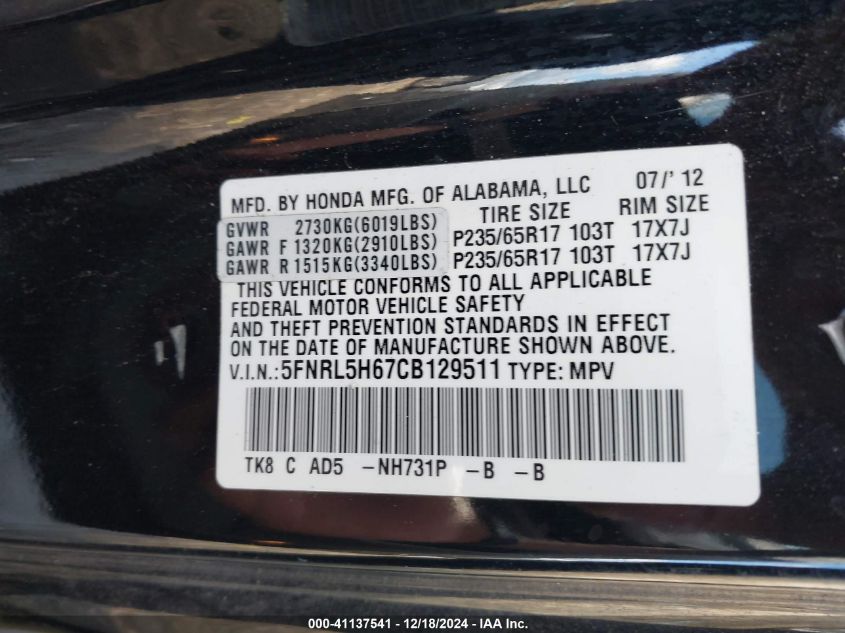 MFD. BY HONDA MFG. OF ALABAMA, LLC 07/' 12
GVWR 2730KG(6019LBS) TIRE SIZE RIM SIZE
GAWR F 1320KG(2910LBS) P235/65R17 103T 17X7J
GAWR R 1515KG(3340LBS) P235/65R17 103T 17X7J
THIS VEHICLE CONFORMS TO ALL APPLICABLE
FEDERAL MOTOR VEHICLE SAFETY
AND THEFT PREVENTION STANDARDS IN EFFECT
ON THE DATE OF MANUFACTURE SHOWN ABOVE.
V.I.N.:5FNRL5H67CB129511 TYPE: MPV
TK8 C AD5 -NH731P -B -B
000-41137541 - 12/18/2024 - IAA Inc.